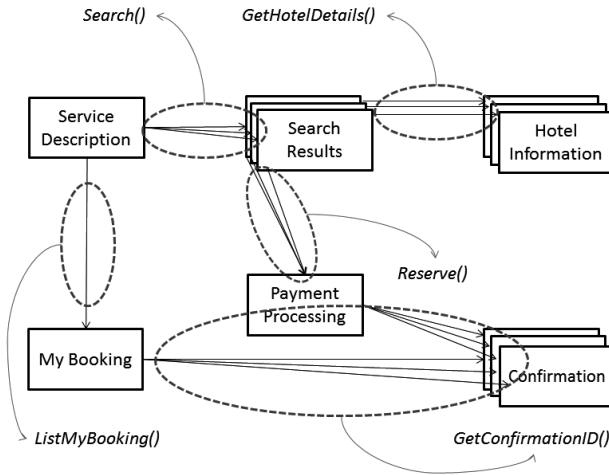 Search()
GetHotelDetails()
Service
Description
Search
Results
Hotel
Information
Reserve()
Payment
Processing
My Booking
Confirmation
ListMyBooking()
GetConfirmationID()